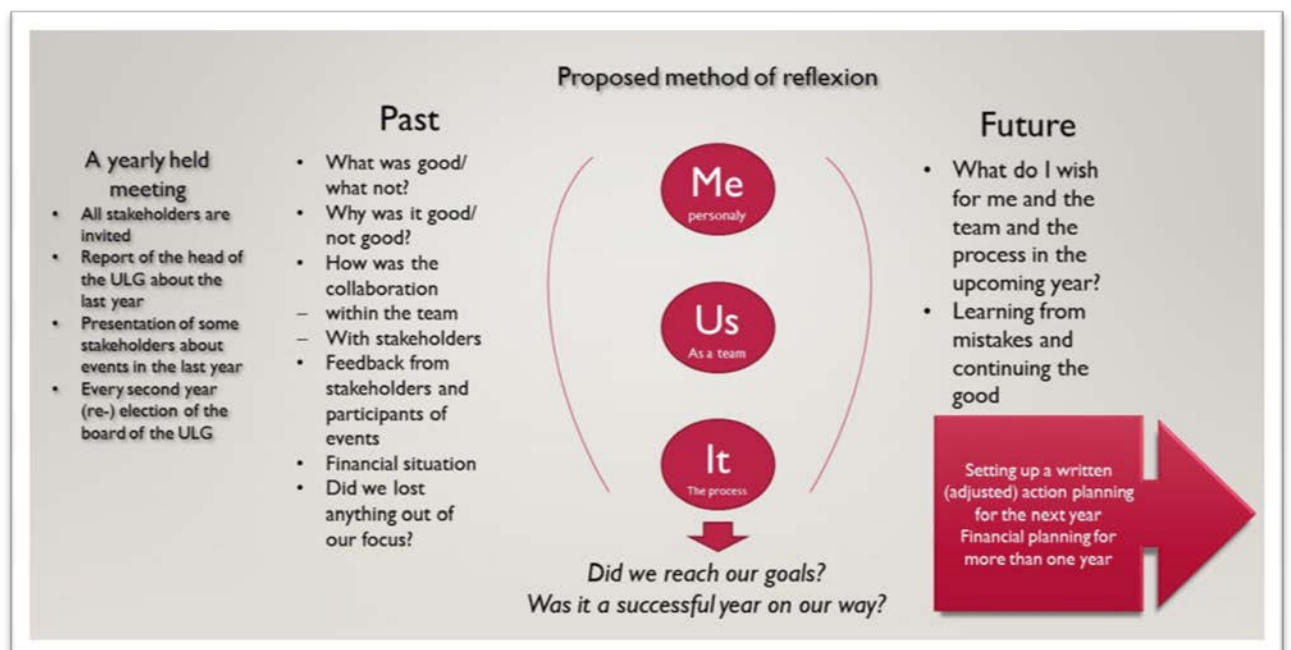 Proposed method of reflexion
A yearly held
meeting
• All stakeholders are
invited
• Report of the head of
the ULG about the
last year
• Presentation of some
stakeholders about
events in the last year
• Every second year
(re-) election of the
board of the ULG
Past
• What was good/
what not?
• Why was it good/
not good?
• How was the
collaboration
– within the team
– With stakeholders
• Feedback from
stakeholders and
participants of
events
• Financial situation
• Did we lost
anything out of
our focus?
Me
personaly
Us
As a team
It
The process
Did we reach our goals?
Was it a successful year on our way?
Future
• What do I wish
for me and the
team and the
process in the
upcoming year?
• Learning from
mistakes and
continuing the
good
Setting up a written
(adjusted) action planning
for the next year
Financial planning for
more than one year